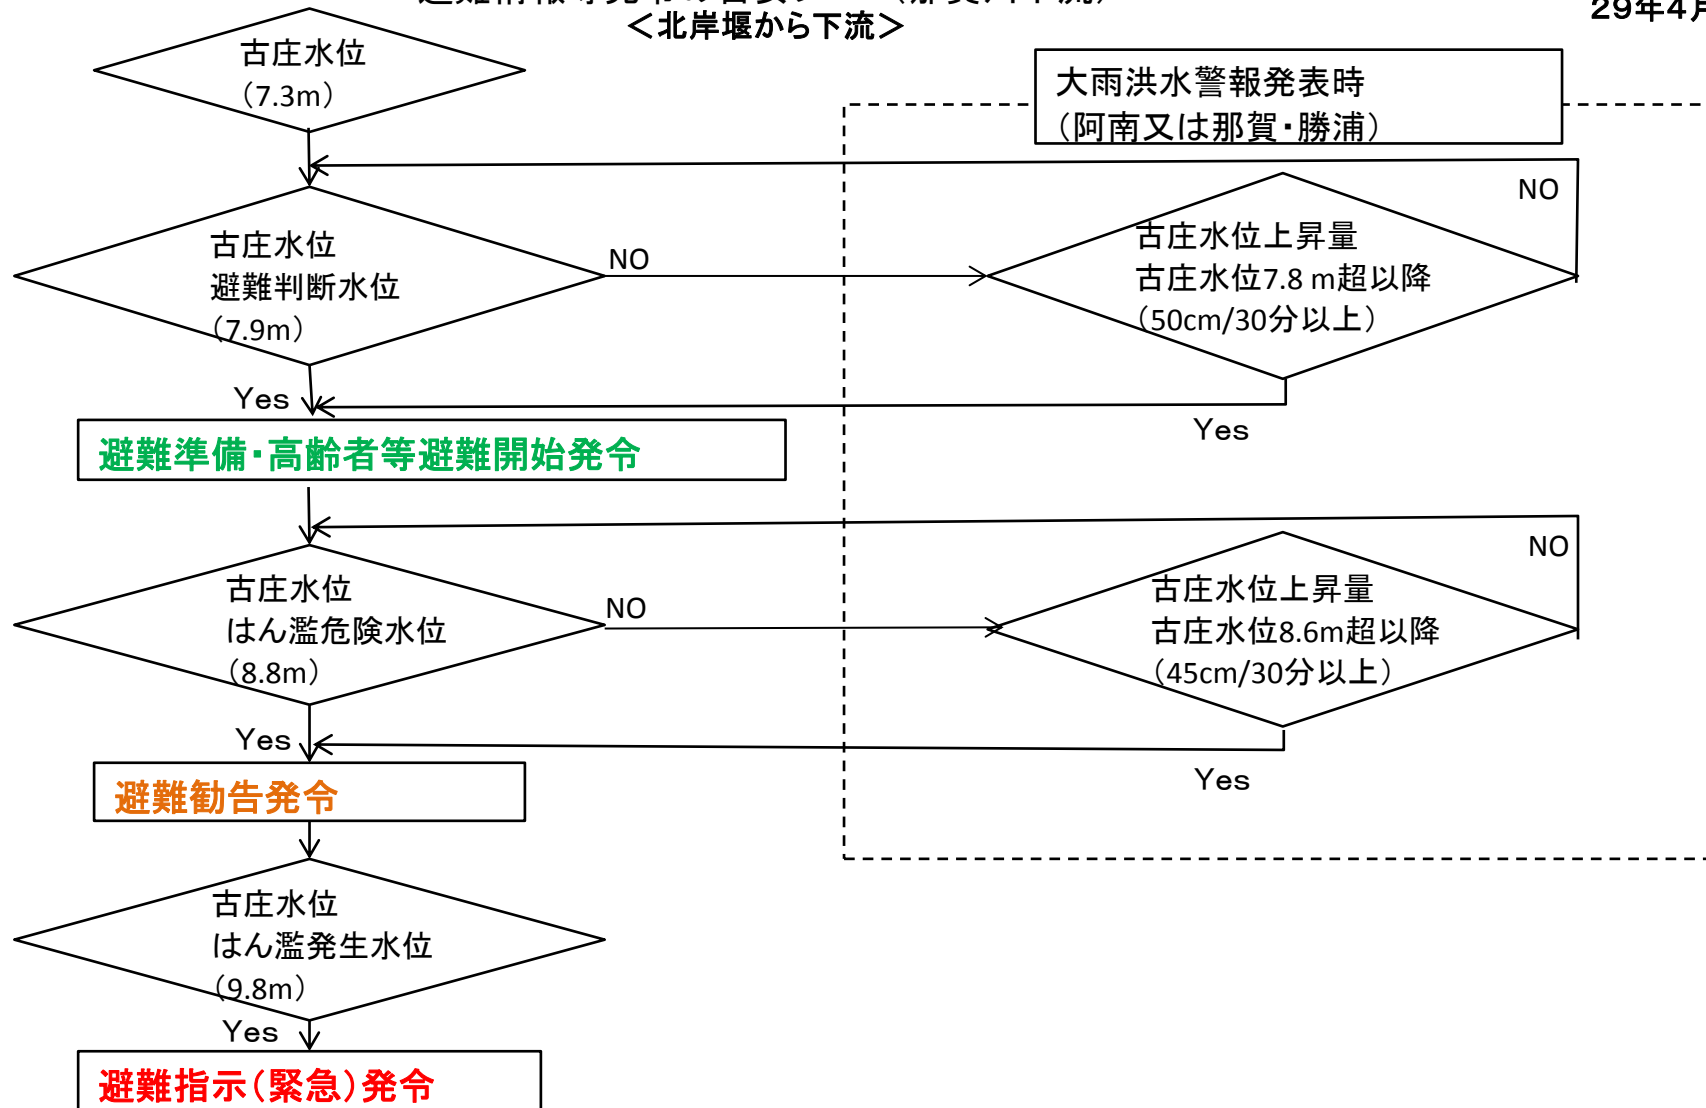 ＜北岸堰から下流＞
29年4月
古庄水位
（7.3m）
大雨洪水警報発表時
（阿南又は那賀・勝浦）
古庄水位
避難判断水位
（7.9m）
NO
古庄水位上昇量
古庄水位7.8 m超以降
（50cm/30分以上）
NO
Yes
Yes
避難準備・高齢者等避難開始発令
古庄水位
はん濫危険水位
（8.8m）
NO
古庄水位上昇量
古庄水位8.6m超以降
（45cm/30分以上）
NO
Yes
Yes
避難勧告発令
古庄水位
はん濫発生水位
（9.8m）
Yes
避難指示（緊急）発令